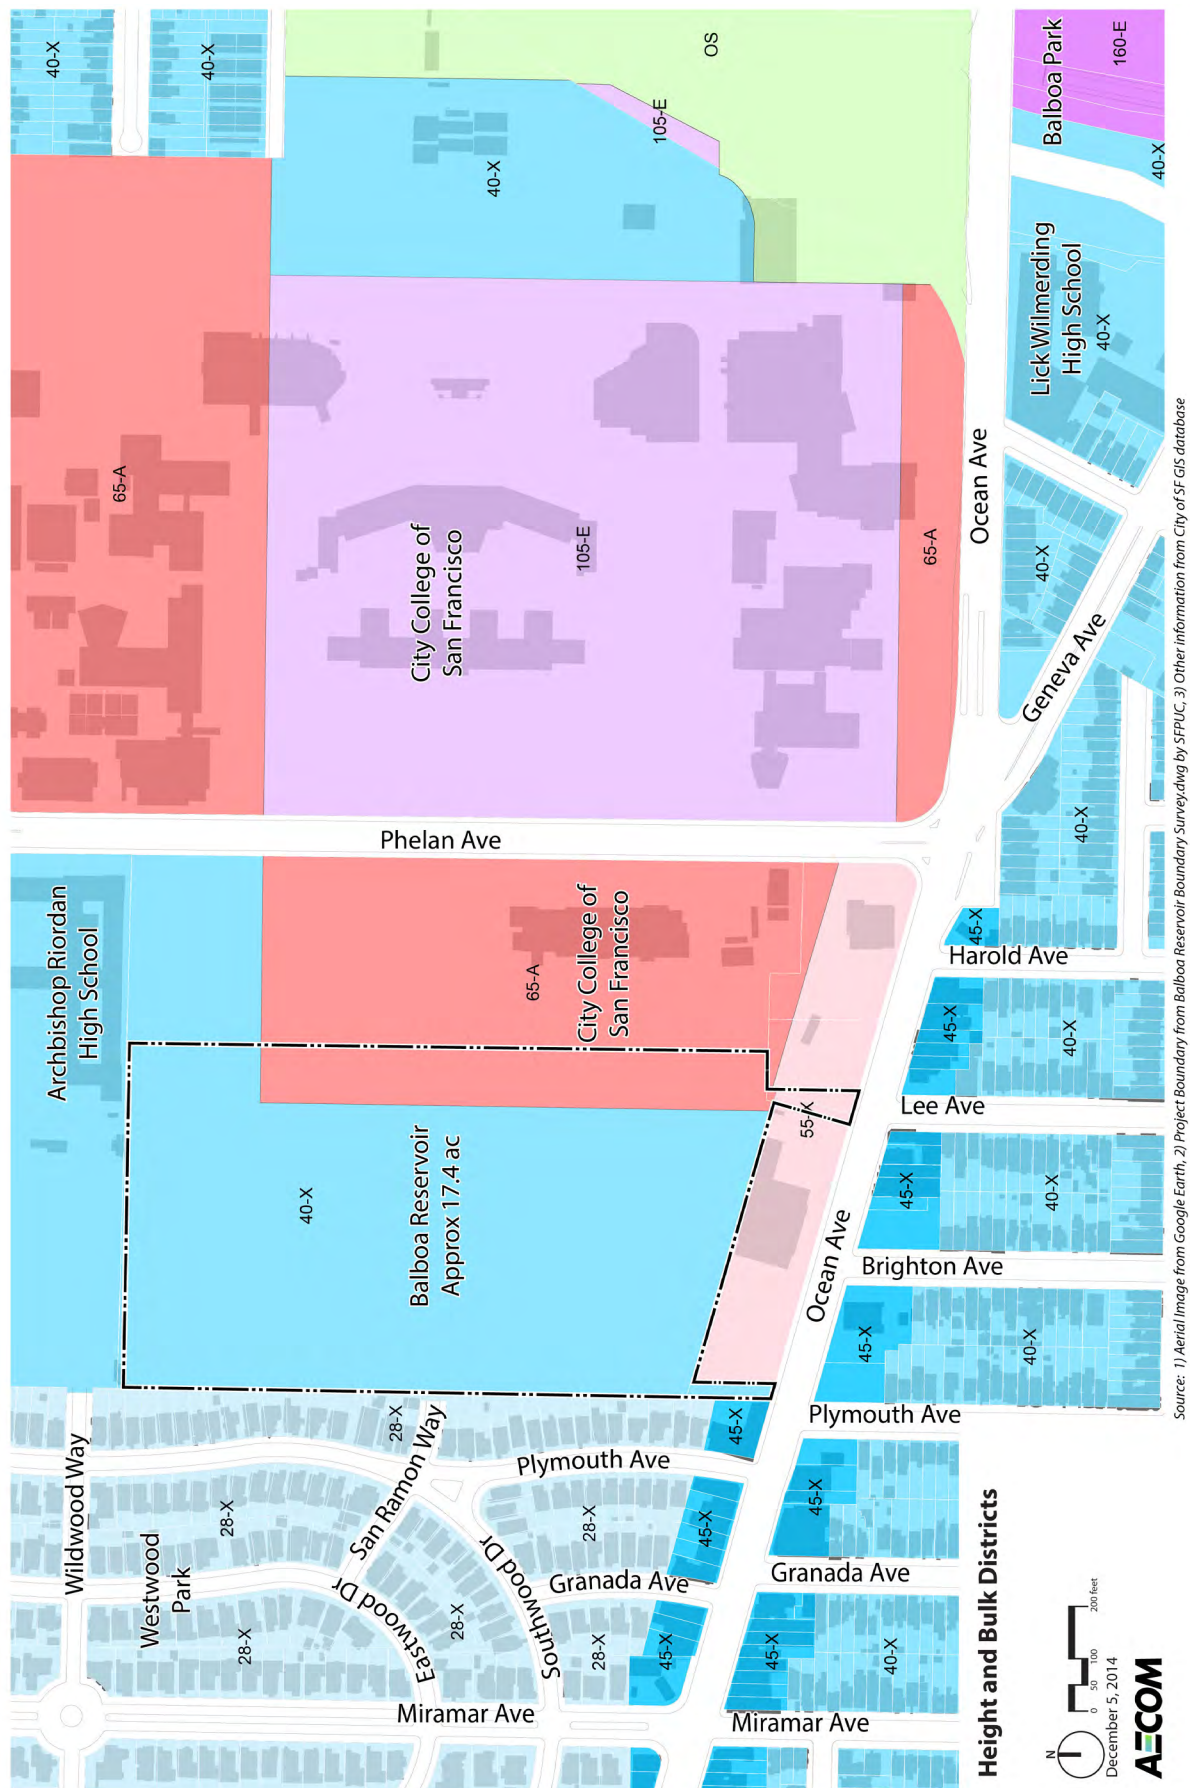 40-X
40-X
OS
Balboa Park
160-E
105-E
40-X
40-X
Lick Wilmerding
High School
40-X
65-A
City College of
San Francisco
105-E
65-A
Ocean Ave
40-X
Geneva Ave
Phelan Ave
40-X
Archbishop Riordan
High School
65-A
City College of
San Francisco
45-X
Harold Ave
45-X
40-X
Lee Ave
55-X
40-X
Balboa Reservoir
Approx 17.4 ac
45-X
40-X
Ocean Ave
Brighton Ave
45-X
40-X
Plymouth Ave
Wildwood Way
28-X
San Ramon Way
Plymouth Ave
45-X
28-X
28-X
45-X
45-X
Westwood
Park
Eastwood Dr
Southwood Dr
Granada Ave
Granada Ave
28-X
28-X
28-X
45-X
45-X
40-X
Miramar Ave
Miramar Ave
Height and Bulk Districts
N
0 50 100 200 feet
December 5, 2014
AECOM
Source: 1) Aerial Image from Google Earth, 2) Project Boundary from Balboa Reservoir Boundary Survey.dwg by SFPUC, 3) Other information from City of SF GIS database